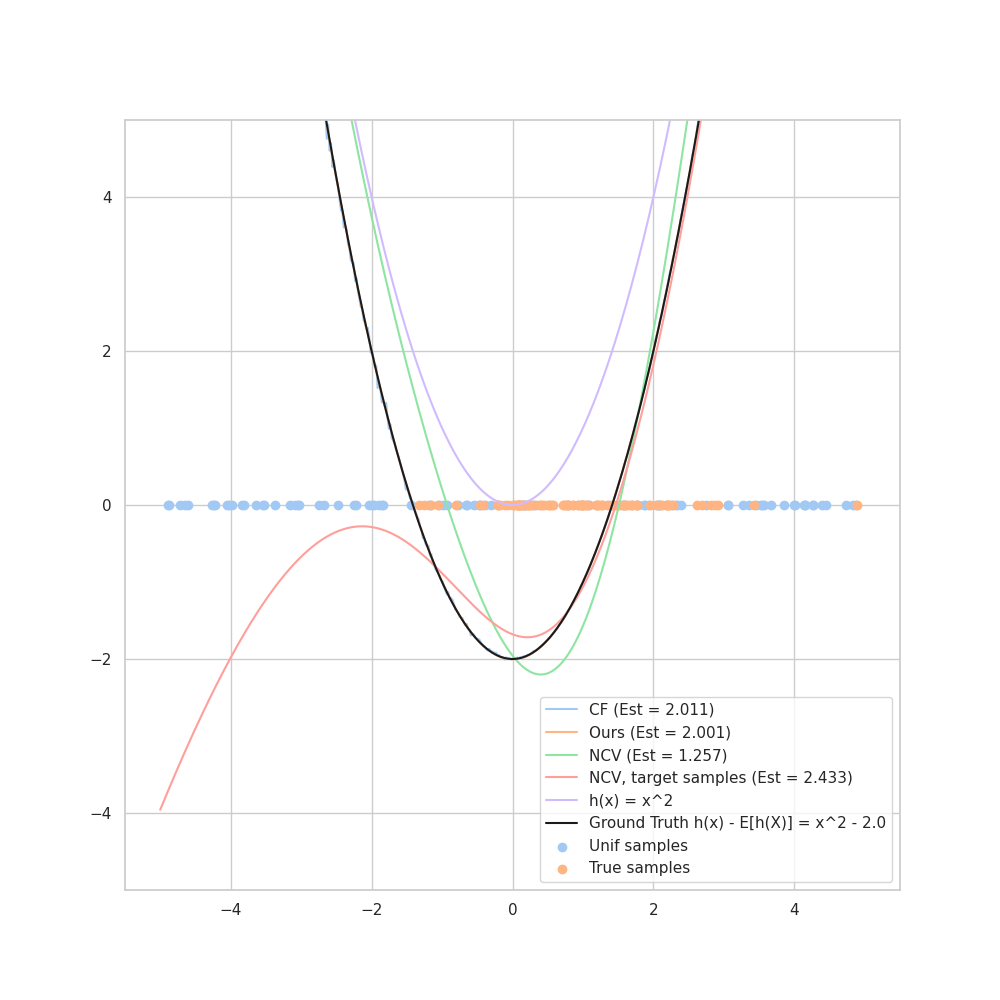 4
2
0
−2
−4
−4
−2
0
2
4
CF (Est = 2.011)
Ours (Est = 2.001)
NCV (Est = 1.257)
NCV, target samples (Est = 2.433)
h(x) = x^2
Ground Truth h(x) - E[h(X)] = x^2 - 2.0
Unif samples
True samples